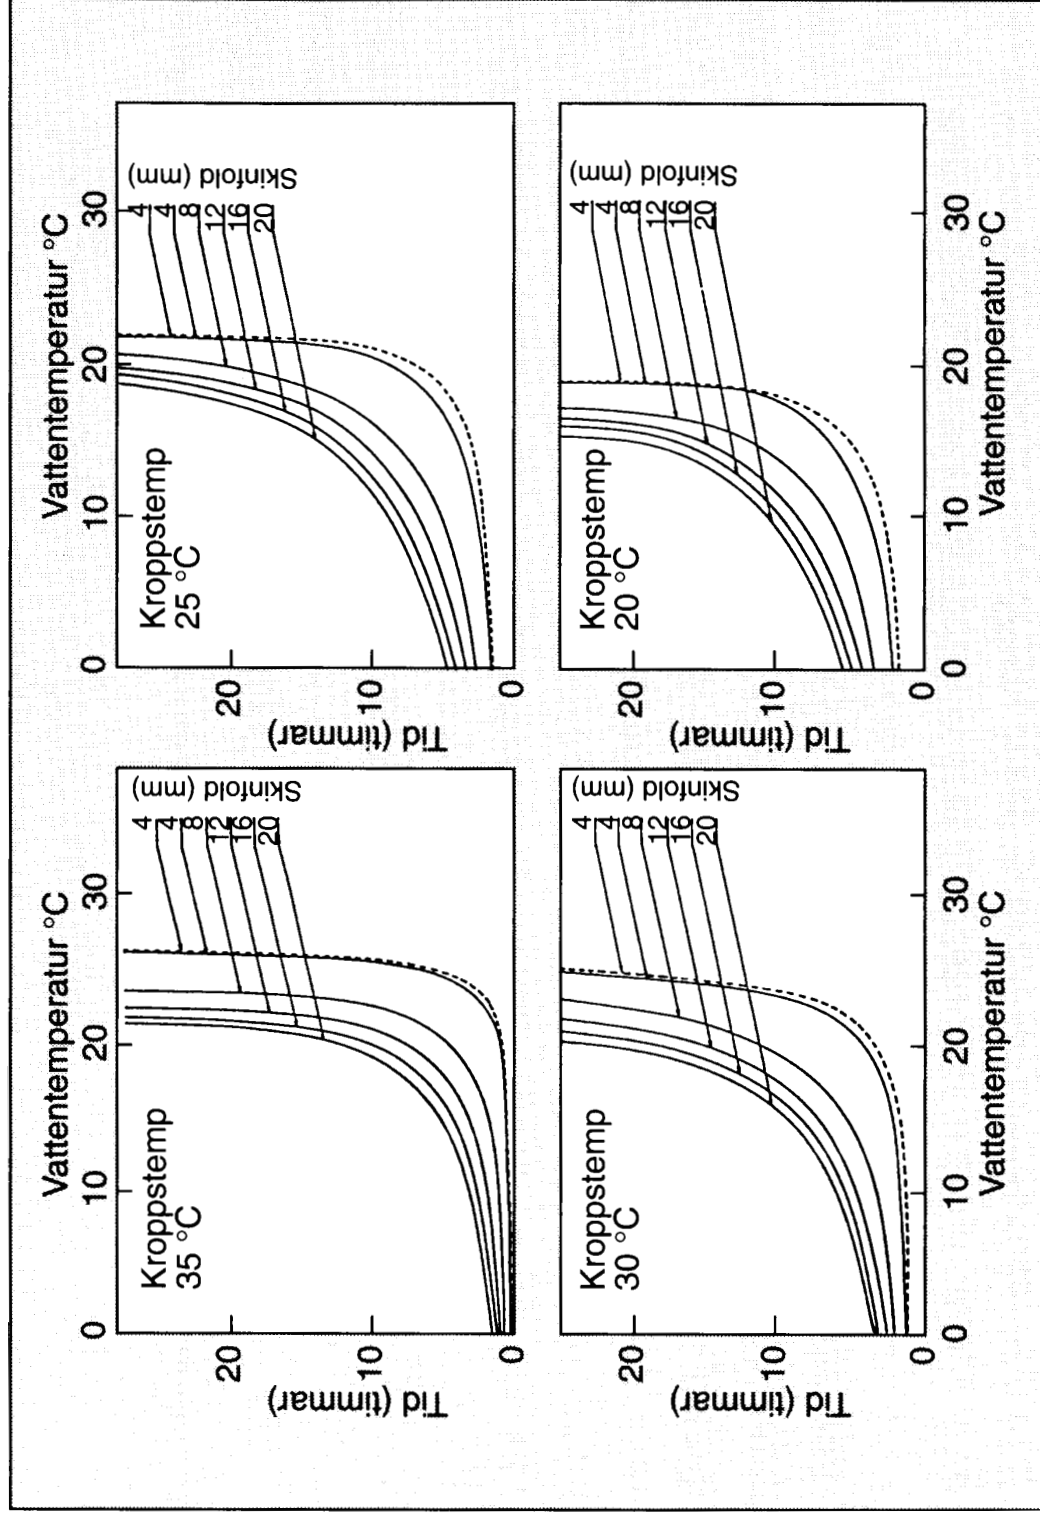 Vattentemperatur °C
0 10 20 30
Kroppstemp
35 °C
4 4 8 12 16 20
Skinfold (mm)
20
10
0
Tid (timmar)
Vattentemperatur °C
0 10 20 30
Kroppstemp
25 °C
4 4 8 12 16 20
Skinfold (mm)
20
10
0
Tid (timmar)
Kroppstemp
30 °C
4 4 8 12 16 20
Skinfold (mm)
20
10
0
Tid (timmar)
0 10 20 30
Vattentemperatur °C
Kroppstemp
20 °C
4 4 8 12 16 20
Skinfold (mm)
20
10
0
Tid (timmar)
0 10 20 30
Vattentemperatur °C